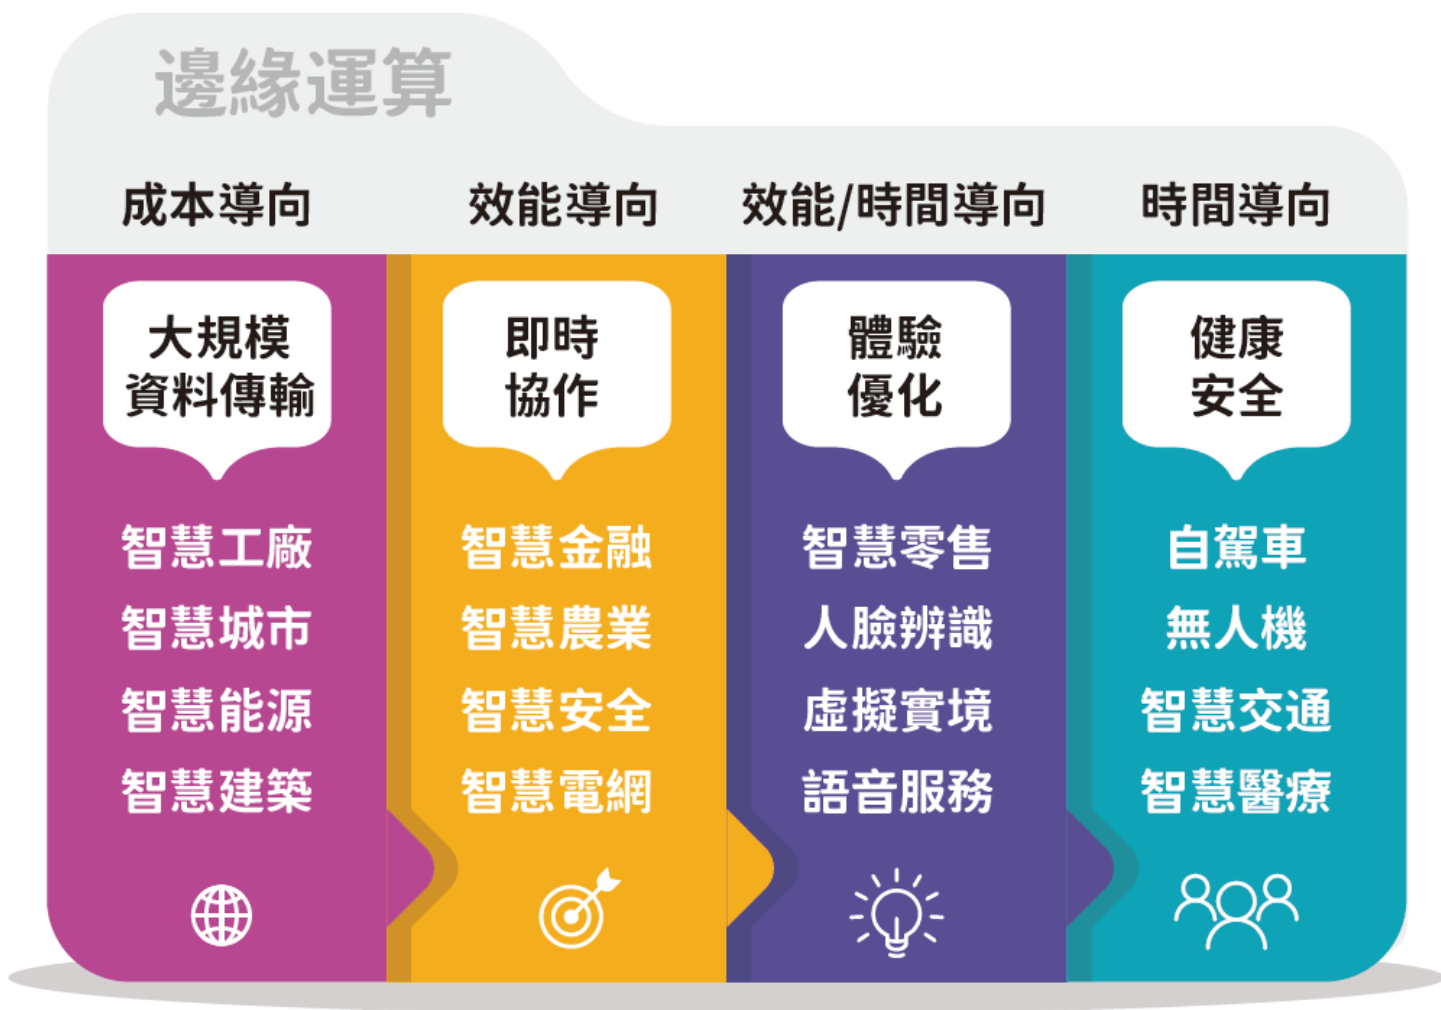 邊緣運算
成本導向
大規模
資料傳輸
智慧工廠
智慧城市
智慧能源
智慧建築
效能導向
即時
協作
智慧金融
智慧農業
智慧安全
智慧電網
效能/時間導向
體驗
優化
智慧零售
人臉辨識
虛擬實境
語音服務
時間導向
健康
安全
自駕車
無人機
智慧交通
智慧醫療